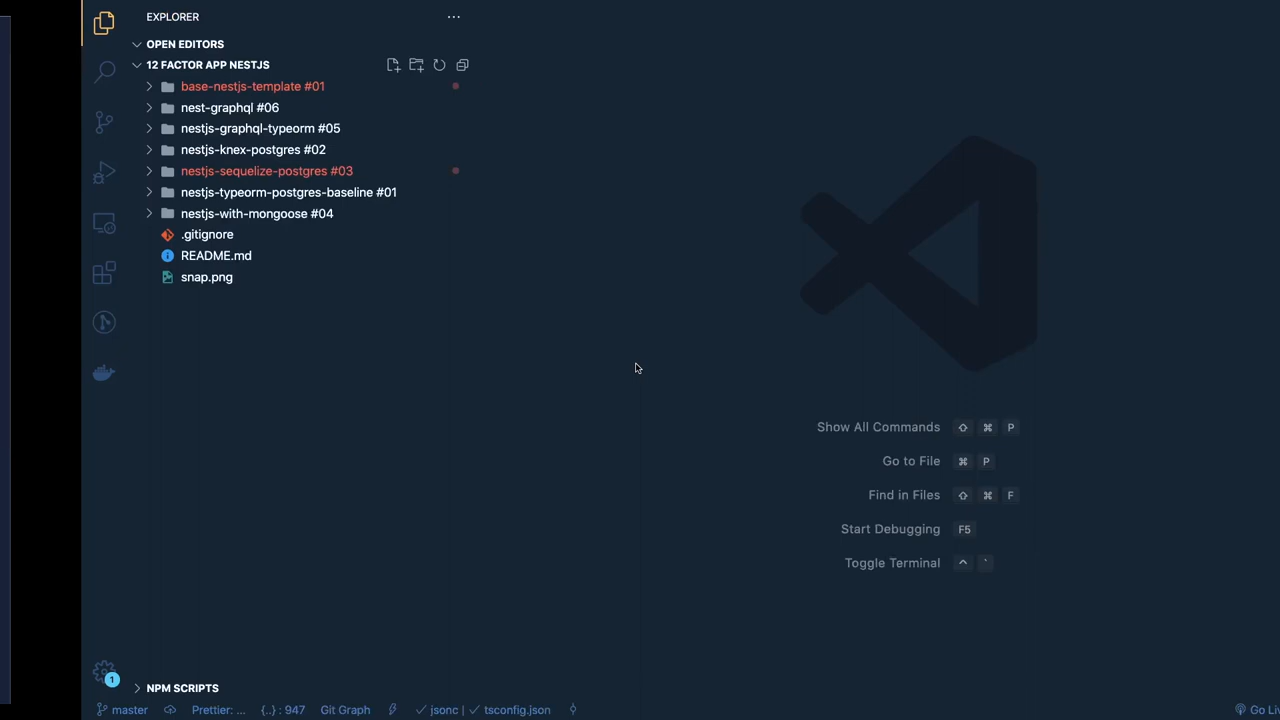 EXPLORER
OPEN EDITORS
12 FACTOR APP NESTJS
base-nestjs-template #01
nest-graphql #06
nestjs-graphql-typeorm #05
nestjs-knex-postgres #02
nestjs-sequelize-postgres #03
nestjs-typeorm-postgres-baseline #01
nestjs-with-mongoose #04
.gitignore
README.md
snap.png
Show All Commands ⇧ ⌘ P
Go to File ⌘ P
Find in Files ⇧ ⌘ F
Start Debugging F5
Toggle Terminal ^ `
1
NPM SCRIPTS
master Prettier: ... {..} : 947 Git Graph jsonc | tsconfig.json Go Liv